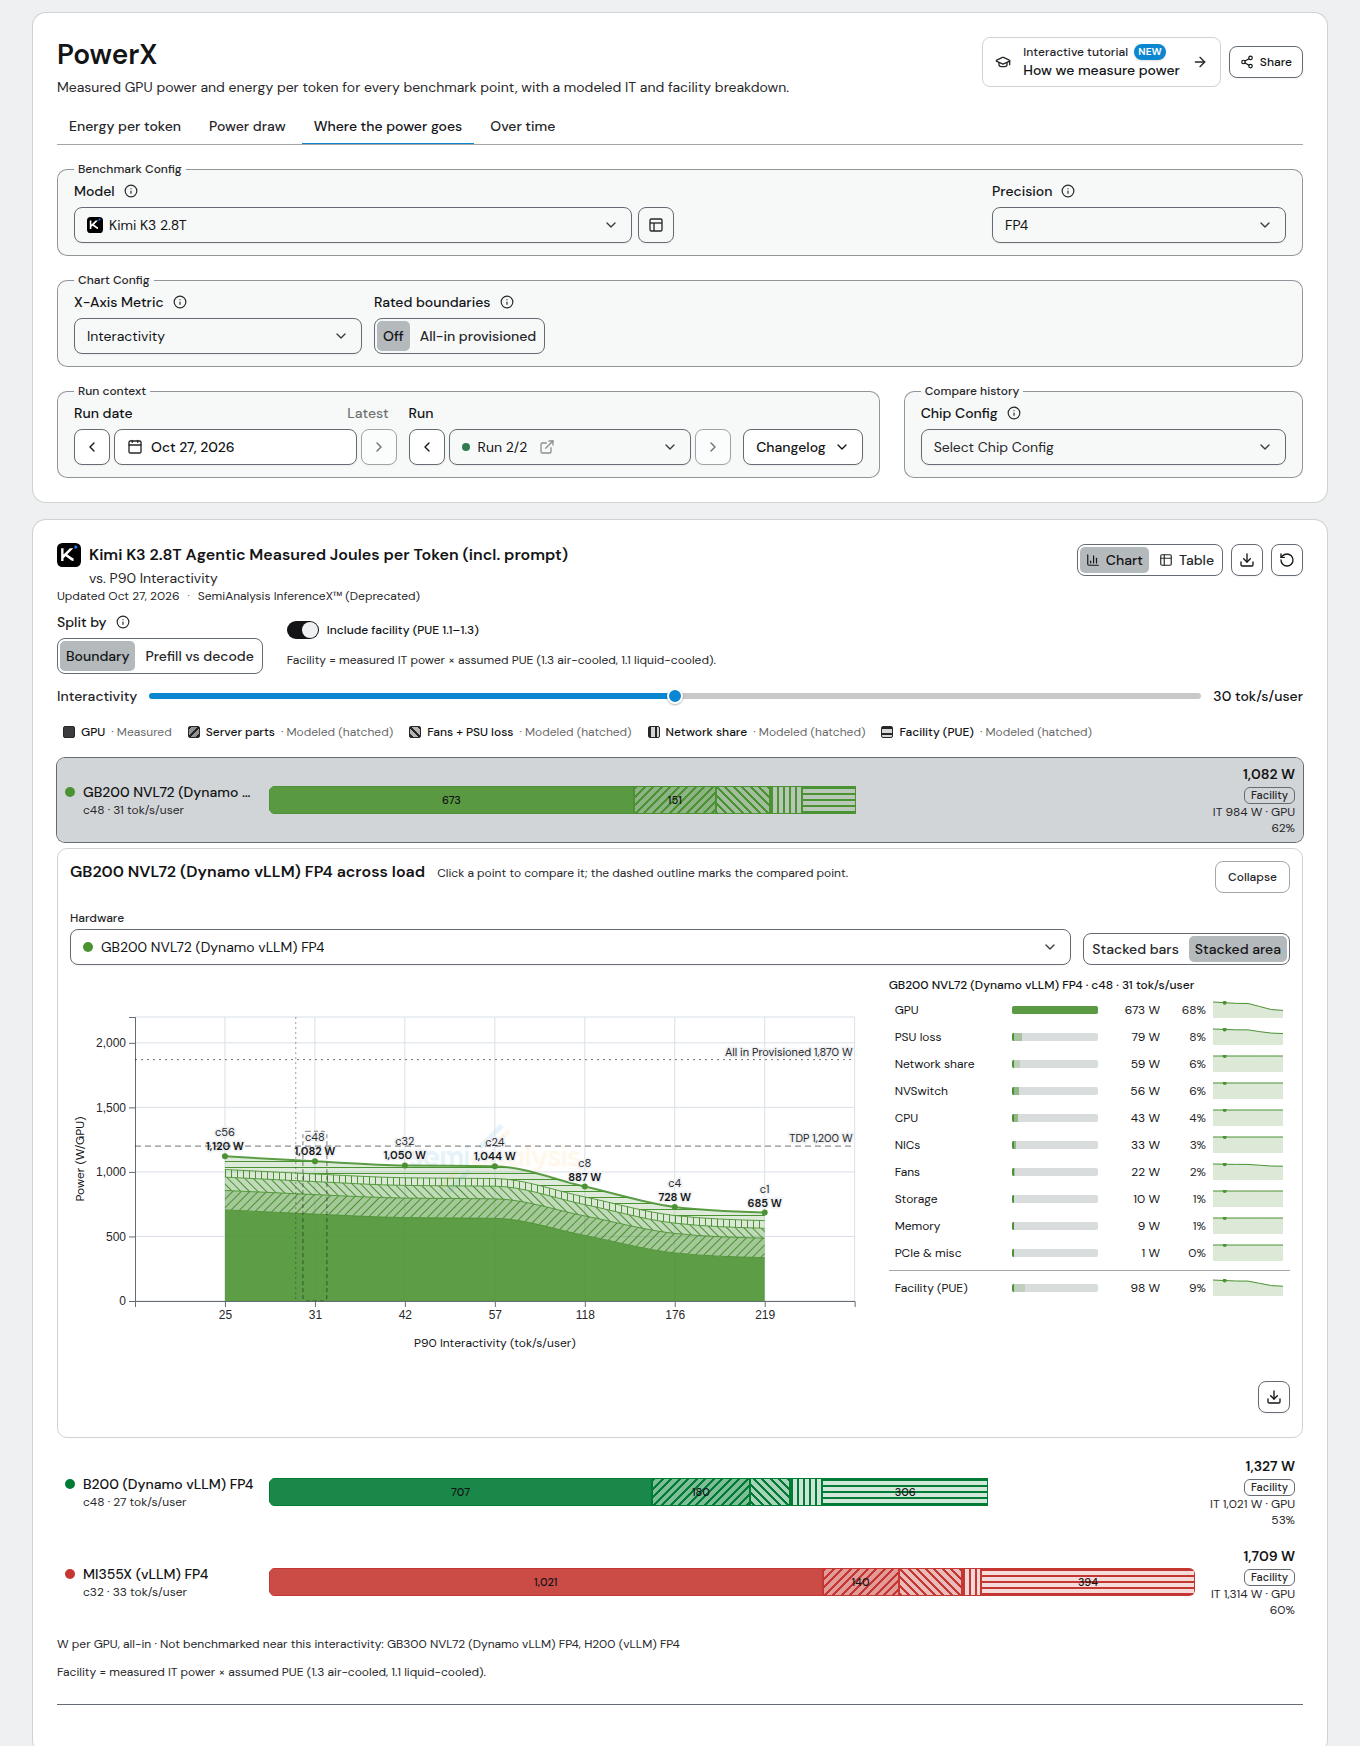 PowerX
Measured GPU power and energy per token for every benchmark point, with a modeled IT and facility breakdown.
Interactive tutorial NEW
How we measure power
Share
Energy per token
Power draw
Where the power goes
Over time
Benchmark Config
Model
Precision
Kimi K3 2.8T
FP4
Chart Config
X-Axis Metric
Rated boundaries
Interactivity
Off
All-in provisioned
Run context
Compare history
Run date
Latest
Run
Chip Config
Oct 27, 2026
Run 2/2
Changelog
Select Chip Config
Kimi K3 2.8T Agentic Measured Joules per Token (incl. prompt)
vs. P90 Interactivity
Updated Oct 27, 2026 · SemiAnalysis InferenceX™ (Deprecated)
Chart
Table
Split by
Include facility (PUE 1.1–1.3)
Boundary
Prefill vs decode
Facility = measured IT power × assumed PUE (1.3 air-cooled, 1.1 liquid-cooled).
Interactivity
30 tok/s/user
GPU · Measured
Server parts · Modeled (hatched)
Fans + PSU loss · Modeled (hatched)
Network share · Modeled (hatched)
Facility (PUE) · Modeled (hatched)
GB200 NVL72 (Dynamo ...
c48 · 31 tok/s/user
673
151
1,082 W
Facility
IT 984 W · GPU
62%
GB200 NVL72 (Dynamo vLLM) FP4 across load
Click a point to compare it; the dashed outline marks the compared point.
Collapse
Hardware
GB200 NVL72 (Dynamo vLLM) FP4
Stacked bars
Stacked area
Power (W/GPU)
2,000
1,500
1,000
500
0
All in Provisioned 1,870 W
TDP 1,200 W
c56
1,120 W
c48
1,082 W
c32
1,050 W
c24
1,044 W
c8
887 W
c4
728 W
c1
685 W
25
31
42
57
118
176
219
P90 Interactivity (tok/s/user)
GB200 NVL72 (Dynamo vLLM) FP4 · c48 · 31 tok/s/user
GPU 673 W 68%
PSU loss 79 W 8%
Network share 59 W 6%
NVSwitch 56 W 6%
CPU 43 W 4%
NICs 33 W 3%
Fans 22 W 2%
Storage 10 W 1%
Memory 9 W 1%
PCIe & misc 1 W 0%
Facility (PUE) 98 W 9%
B200 (Dynamo vLLM) FP4
c48 · 27 tok/s/user
707
180
306
1,327 W
Facility
IT 1,021 W · GPU
53%
MI355X (vLLM) FP4
c32 · 33 tok/s/user
1,021
140
394
1,709 W
Facility
IT 1,314 W · GPU
60%
W per GPU, all-in · Not benchmarked near this interactivity: GB300 NVL72 (Dynamo vLLM) FP4, H200 (vLLM) FP4
Facility = measured IT power × assumed PUE (1.3 air-cooled, 1.1 liquid-cooled).